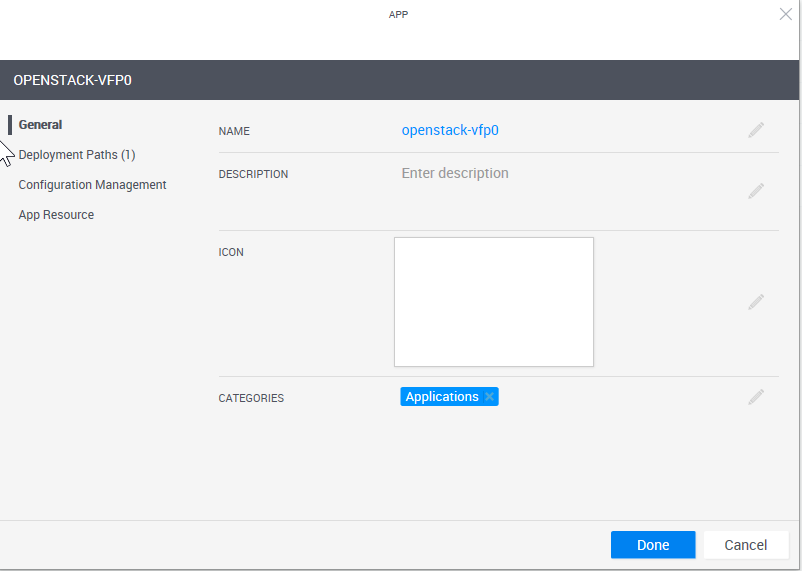 APP
OPENSTACK-VFP0
General
Deployment Paths (1)
Configuration Management
App Resource
NAME
openstack-vfp0
DESCRIPTION
Enter description
ICON
CATEGORIES
Applications
Done
Cancel